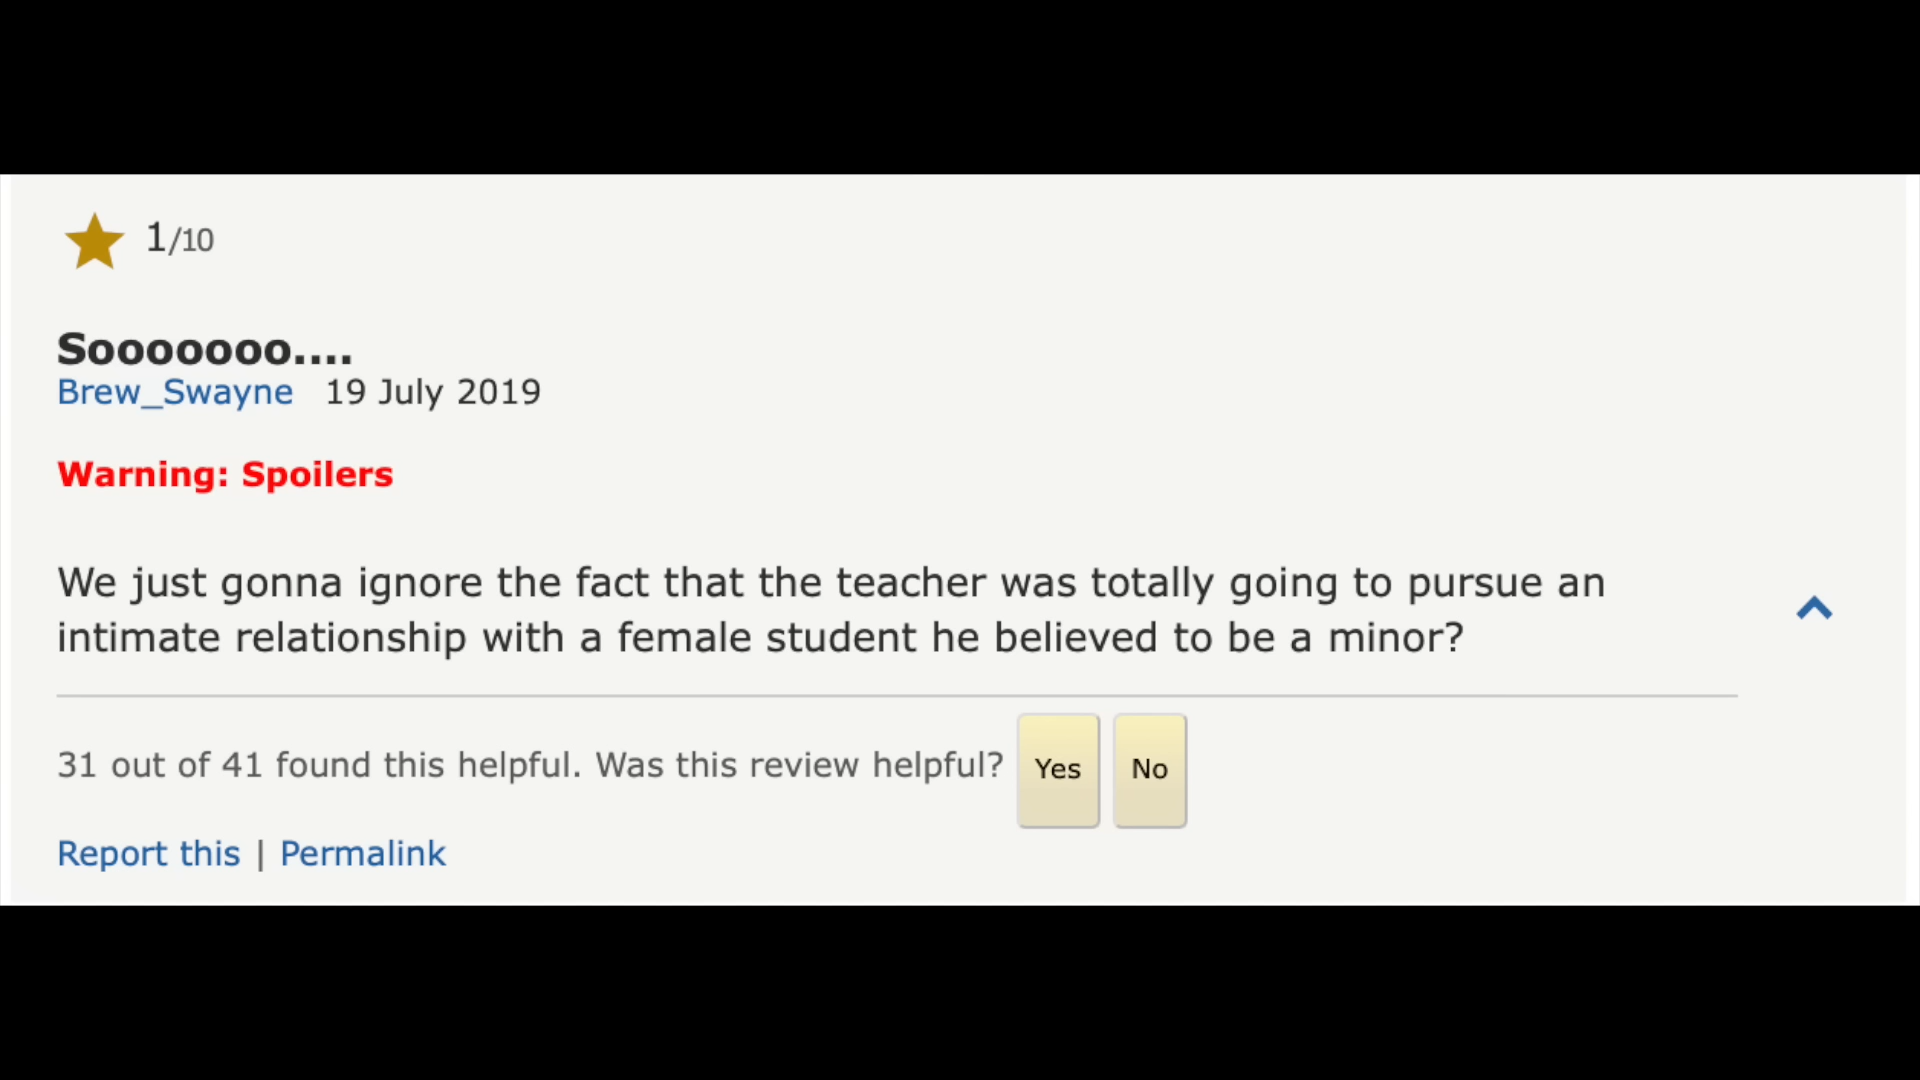 1/10
Sooooooo....
Brew_Swayne 19 July 2019
Warning: Spoilers
We just gonna ignore the fact that the teacher was totally going to pursue an
intimate relationship with a female student he believed to be a minor?
31 out of 41 found this helpful. Was this review helpful? Yes No
Report this | Permalink